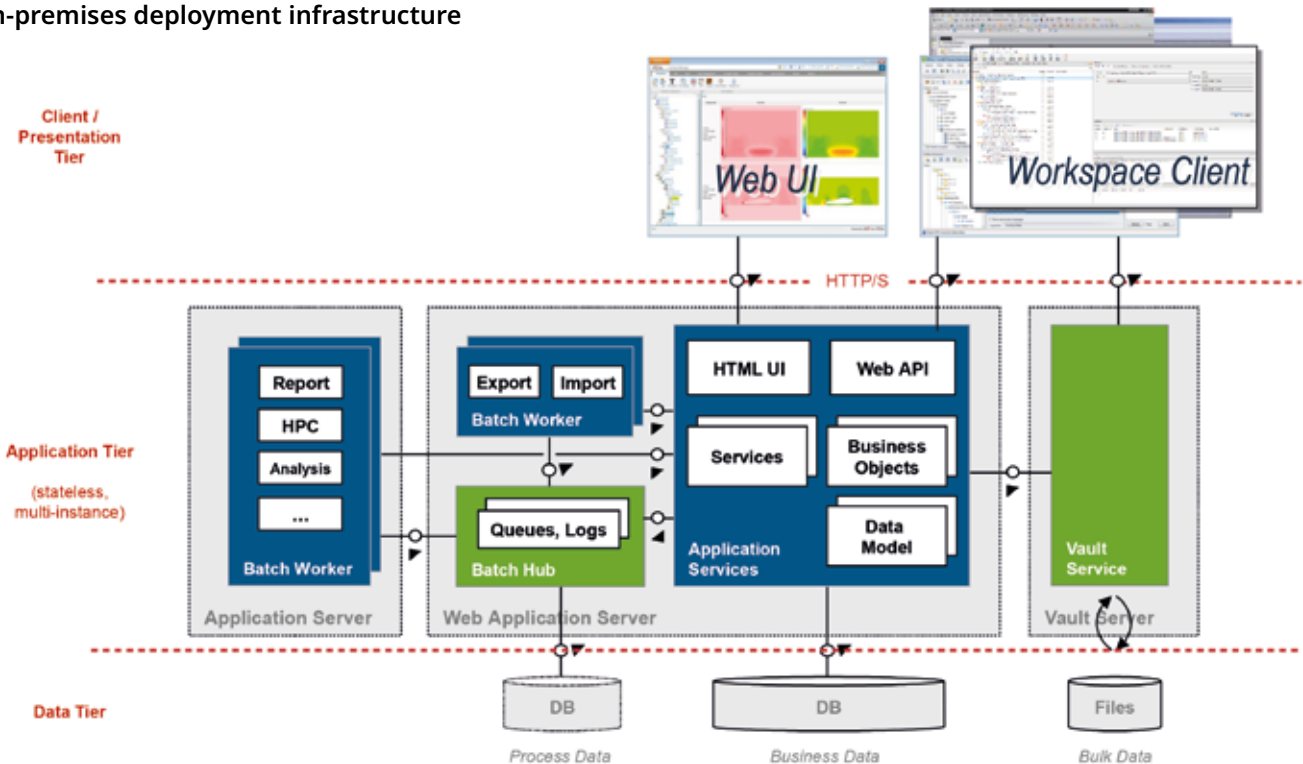 n-premises deployment infrastructure
Client /
Presentation
Tier
Web UI
Workspace Client
HTTP/S
Application Tier
(stateless,
multi-instance)
Report
HPC
Analysis
...
Batch Worker
Application Server
Export
Import
Batch Worker
Queues, Logs
Batch Hub
Web Application Server
HTML UI
Web API
Services
Business
Objects
Data
Model
Application
Services
Vault
Service
Vault Server
Data Tier
DB
Process Data
DB
Business Data
Files
Bulk Data